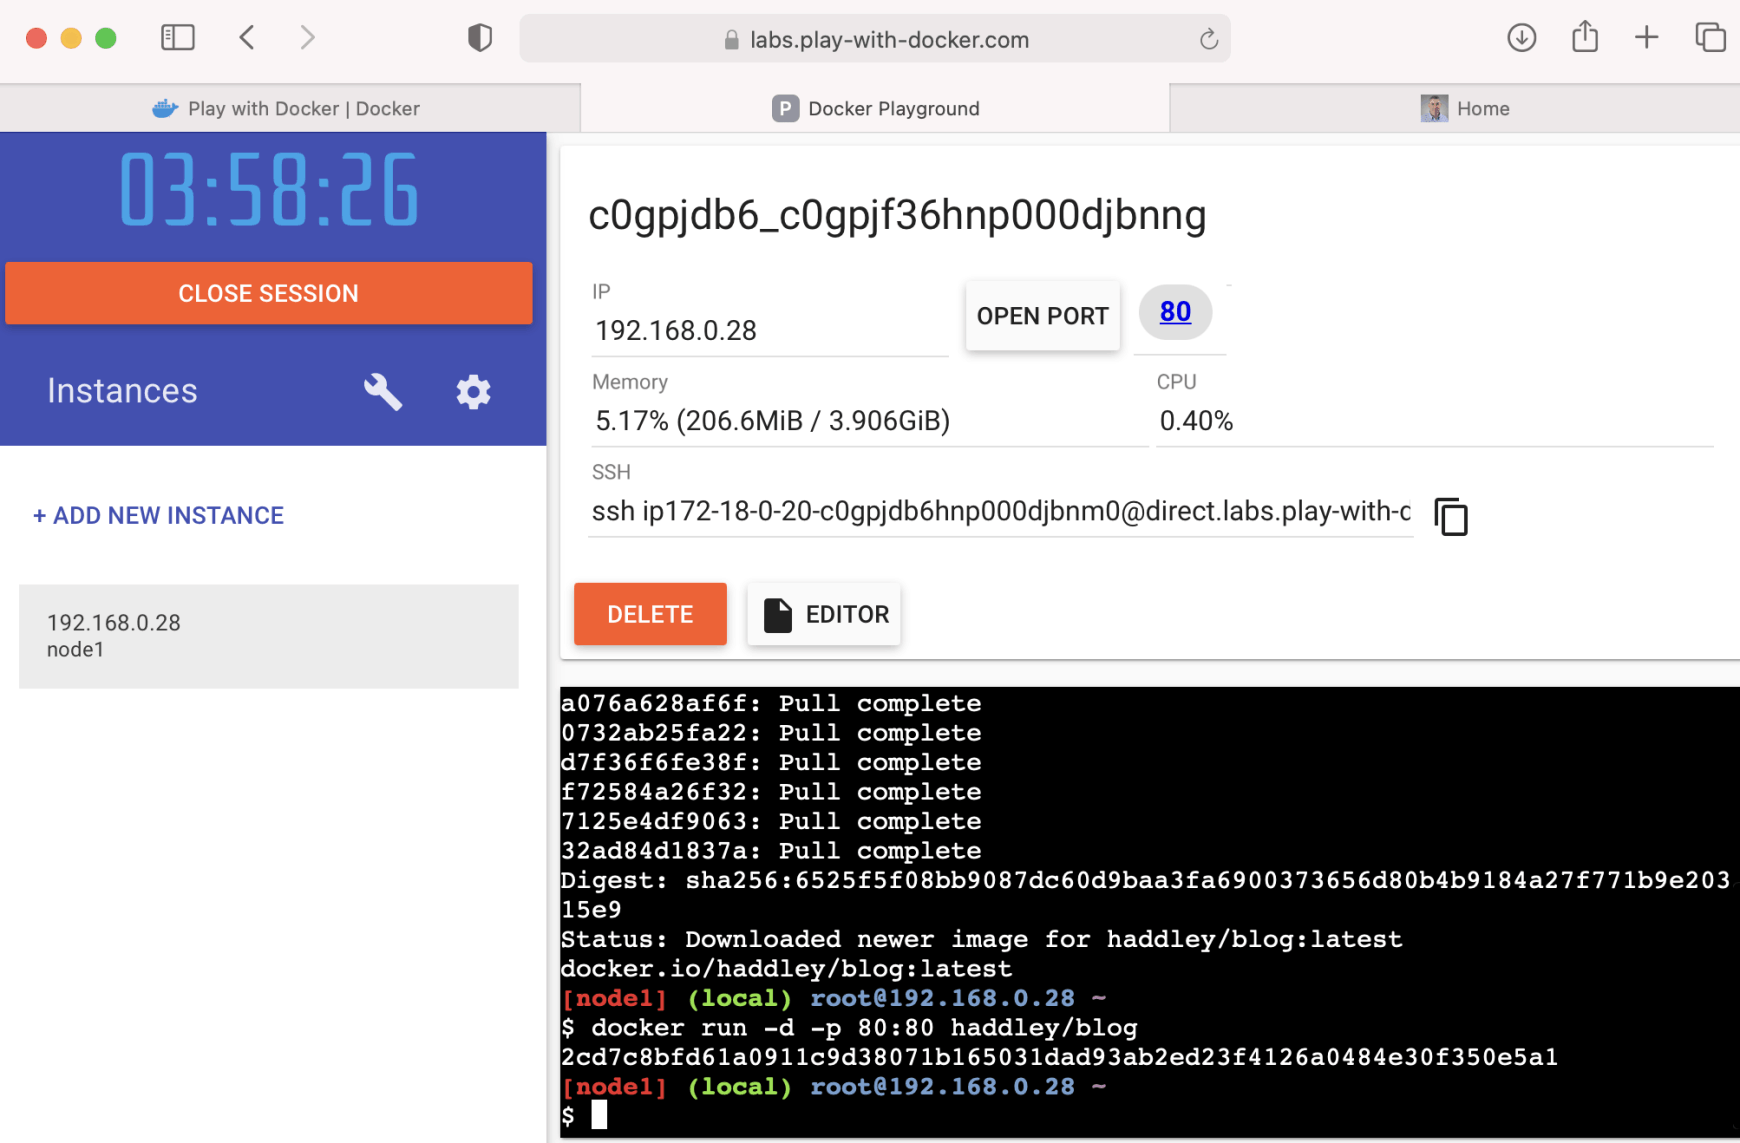 labs.play-with-docker.com
Play with Docker | Docker
P Docker Playground
Home
03:58:26
CLOSE SESSION
Instances
+ ADD NEW INSTANCE
192.168.0.28
node1
c0gpjdb6_c0gpjf36hnp000djbnng
IP
192.168.0.28
OPEN PORT
80
Memory
5.17% (206.6MiB / 3.906GiB)
CPU
0.40%
SSH
ssh ip172-18-0-20-c0gpjdb6hnp000djbnm0@direct.labs.play-with-d
DELETE
EDITOR
a076a628af6f: Pull complete
0732ab25fa22: Pull complete
d7f36f6fe38f: Pull complete
f72584a26f32: Pull complete
7125e4df9063: Pull complete
32ad84d1837a: Pull complete
Digest: sha256:6525f5f08bb9087dc60d9baa3fa6900373656d80b4b9184a27f771b9e203
15e9
Status: Downloaded newer image for haddley/blog:latest
docker.io/haddley/blog:latest
[node1] (local) root@192.168.0.28 ~
$ docker run -d -p 80:80 haddley/blog
2cd7c8bfd61a0911c9d38071b165031dad93ab2ed23f4126a0484e30f350e5a1
[node1] (local) root@192.168.0.28 ~
$